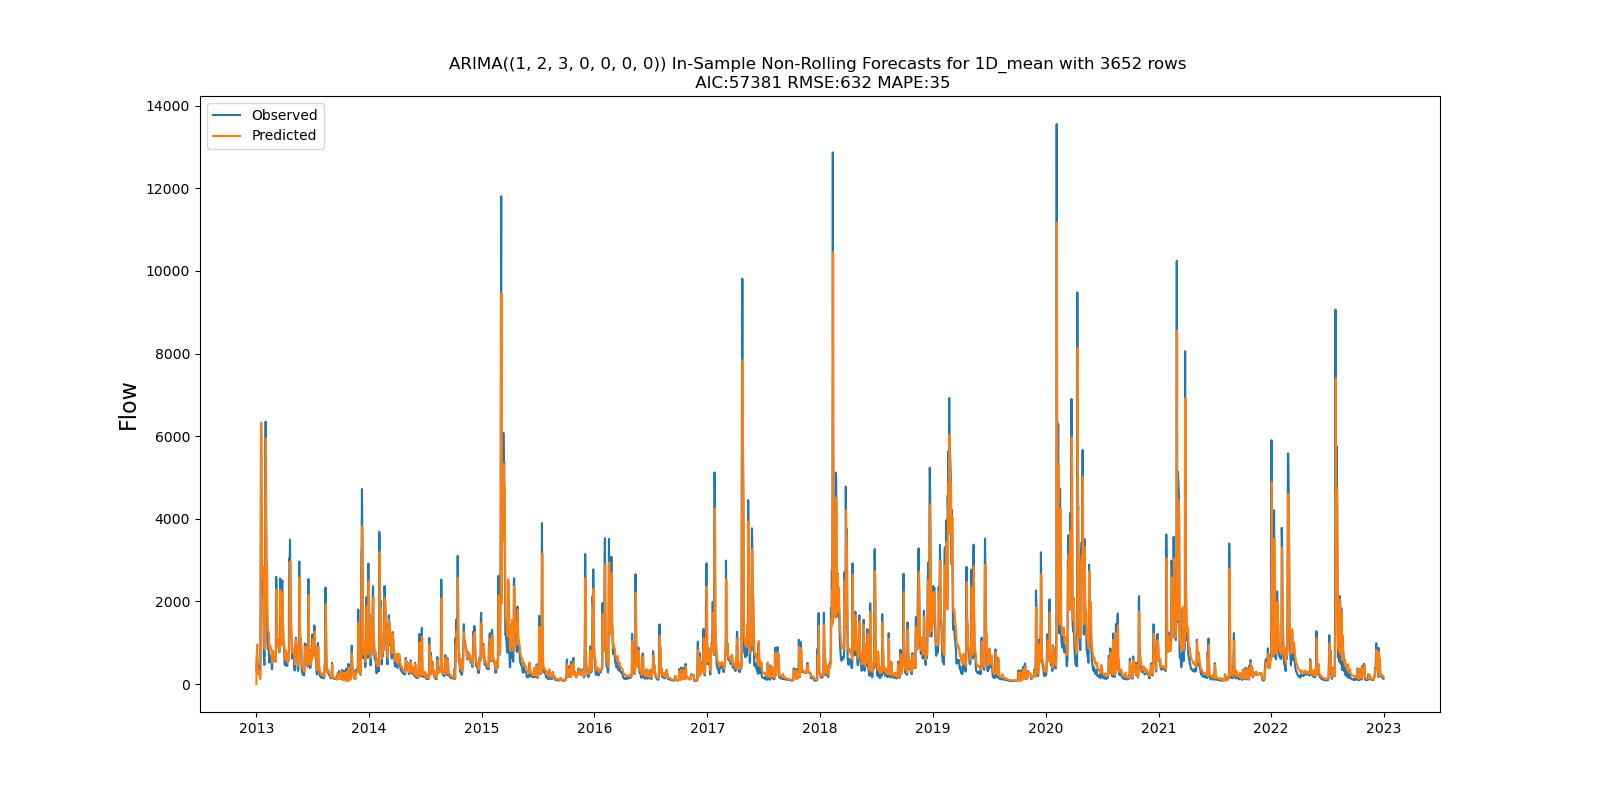 ARIMA((1, 2, 3, 0, 0, 0, 0)) In-Sample Non-Rolling Forecasts for 1D_mean with 3652 rows
AIC:57381 RMSE:632 MAPE:35
Observed
Predicted
Flow
14000
12000
10000
8000
6000
4000
2000
0
2013 2014 2015 2016 2017 2018 2019 2020 2021 2022 2023